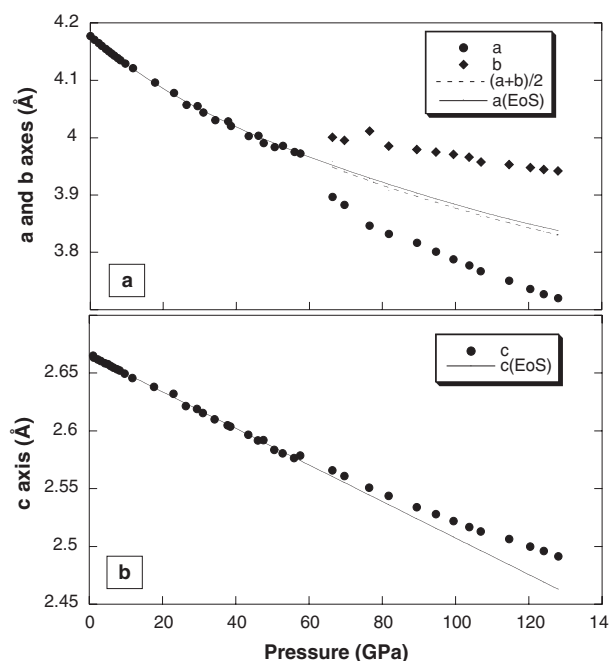 4.2
4.1
4
3.9
3.8
a and b axes (Å)
a
b
(a+b)/2
a(EoS)
a
2.65
2.6
2.55
2.5
2.45
c axis (Å)
c
c(EoS)
b
0 20 40 60 80 100 120 14
Pressure (GPa)